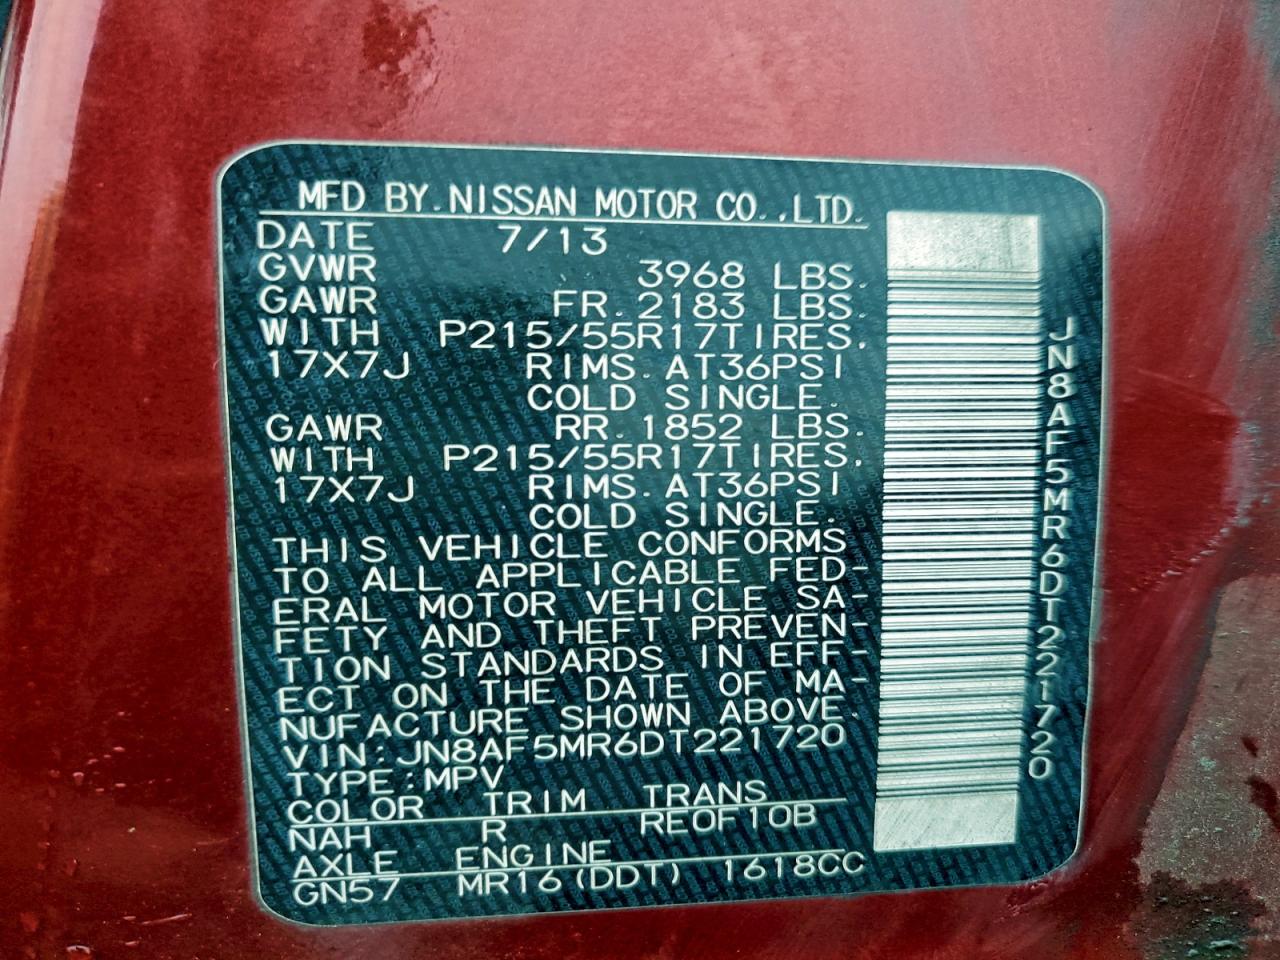 MFD BY.NISSAN MOTOR CO.,LTD.
DATE 7/13
GVWR 3968 LBS.
GAWR FR.2183 LBS.
WITH P215/55R17TIRES.
17X7J RIMS.AT36PSI
COLD SINGLE.
GAWR RR.1852 LBS.
WITH P215/55R17TIRES.
17X7J RIMS.AT36PSI
COLD SINGLE.
THIS VEHICLE CONFORMS
TO ALL APPLICABLE FED-
ERAL MOTOR VEHICLE SA-
FETY AND THEFT PREVEN-
TION STANDARDS IN EFF-
ECT ON THE DATE OF MA-
NUFACTURE SHOWN ABOVE.
VIN:JN8AF5MR6DT221720
TYPE:MPV
COLOR TRIM TRANS
NAH R RE0F10B
AXLE ENGINE
GN57 MR16(DDT) 1618CC
JN8AF5MR6DT221720